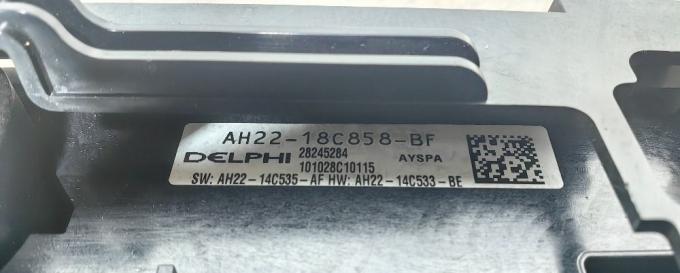 AH22-18C858-BF
DELPHI 28245284 AYSPA
101028C10115
SW: AH22-14C535-AF HW: AH22-14C533-BE